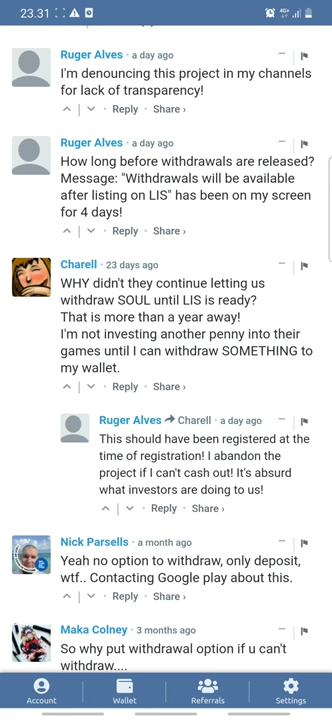 23.31
4G+
Ruger Alves · a day ago
I'm denouncing this project in my channels
for lack of transparency!
Reply · Share ›
Ruger Alves · a day ago
How long before withdrawals are released?
Message: "Withdrawals will be available
after listing on LIS" has been on my screen
for 4 days!
Reply · Share ›
Charell · 23 days ago
WHY didn't they continue letting us
withdraw SOUL until LIS is ready?
That is more than a year away!
I'm not investing another penny into their
games until I can withdraw SOMETHING to
my wallet.
Reply · Share ›
Ruger Alves → Charell · a day ago
This should have been registered at the
time of registration! I abandon the
project if I can't cash out! It's absurd
what investors are doing to us!
Reply · Share ›
Nick Parsells · a month ago
Yeah no option to withdraw, only deposit,
wtf.. Contacting Google play about this.
Reply · Share ›
Maka Colney · 3 months ago
So why put withdrawal option if u can't
withdraw....
Account Wallet Referrals Settings